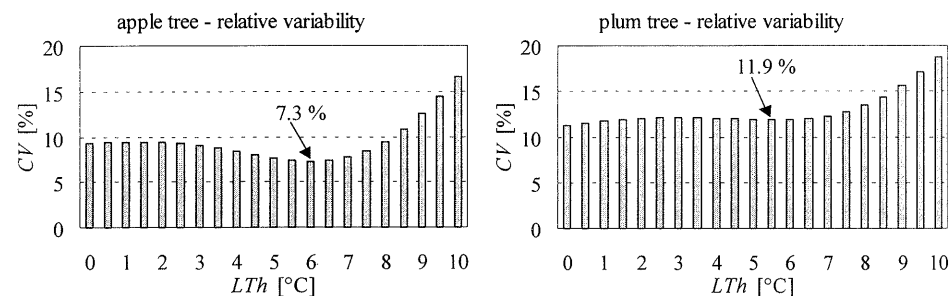 apple tree - relative variability
20
15
10
5
0
CV [%]
7.3 %
0 1 2 3 4 5 6 7 8 9 10
LTh [°C]
plum tree - relative variability
20
15
10
5
0
CV [%]
11.9 %
0 1 2 3 4 5 6 7 8 9 10
LTh [°C]